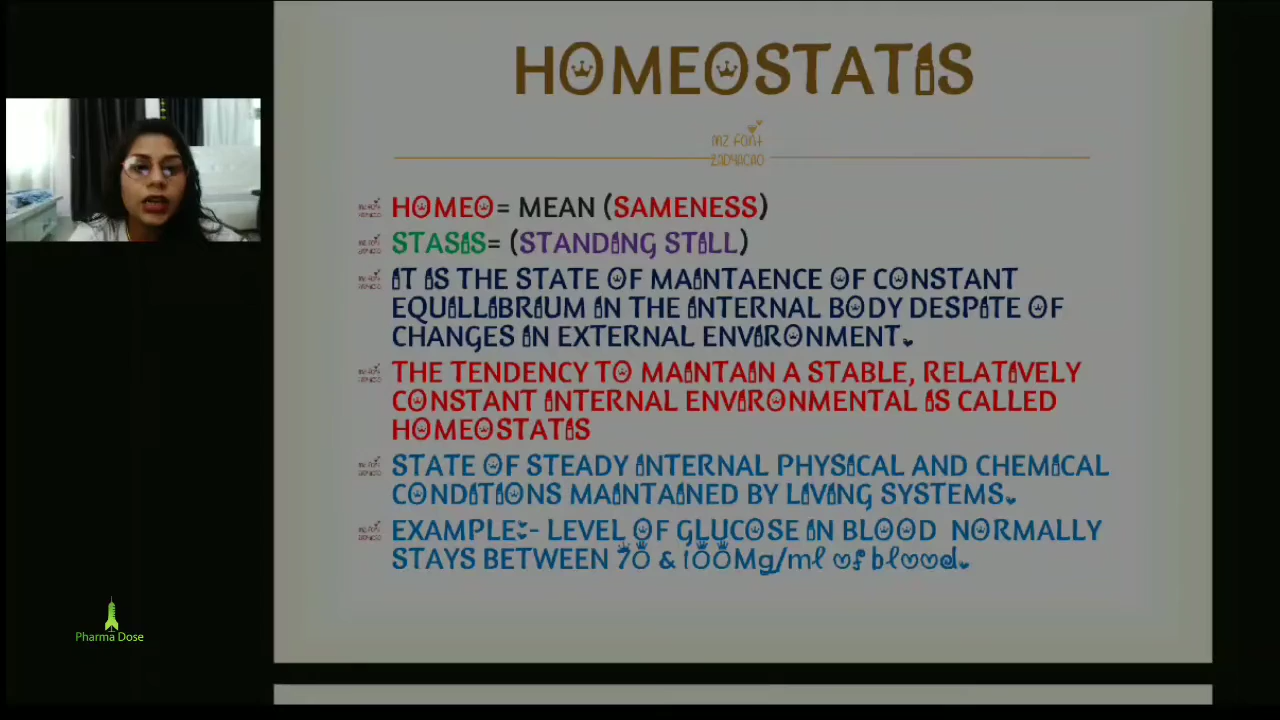 HOMEOSTATIS
MZ font
ZADYACAO
HOMEO= MEAN (SAMENESS)
STASIS= (STANDING STILL)
IT IS THE STATE OF MAINTAENCE OF CONSTANT
EQUILLIBRIUM IN THE INTERNAL BODY DESPITE OF
CHANGES IN EXTERNAL ENVIRONMENT.
THE TENDENCY TO MAINTAIN A STABLE, RELATIVELY
CONSTANT INTERNAL ENVIRONMENTAL IS CALLED
HOMEOSTATIS
STATE OF STEADY INTERNAL PHYSICAL AND CHEMICAL
CONDITIONS MAINTAINED BY LIVING SYSTEMS.
EXAMPLE:- LEVEL OF GLUCOSE IN BLOOD NORMALLY
STAYS BETWEEN 70 & 100Mg/ml of blood.
Pharma Dose